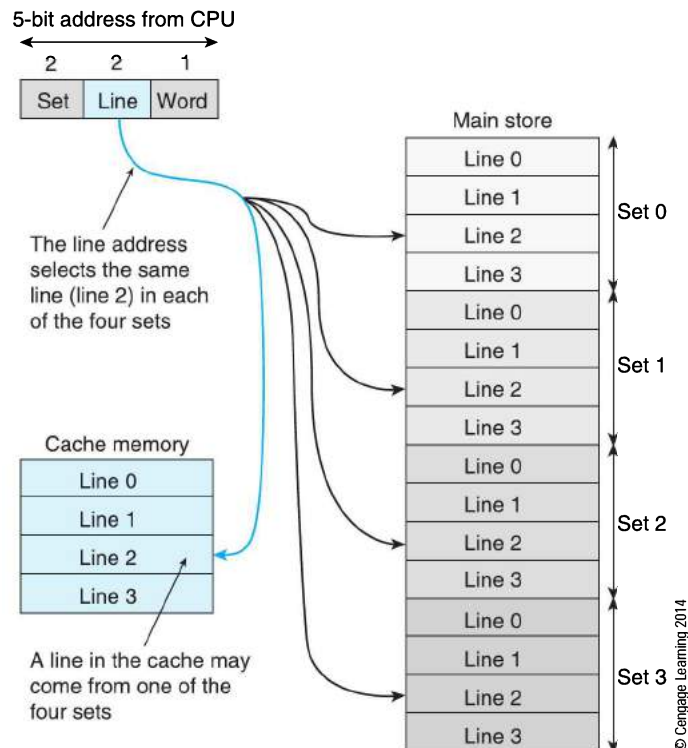 5-bit address from CPU
2 2 1
Set Line Word
The line address
selects the same
line (line 2) in each
of the four sets
Cache memory
Line 0
Line 1
Line 2
Line 3
A line in the cache may
come from one of the
four sets
Main store
Line 0
Line 1
Line 2
Line 3
Set 0
Line 0
Line 1
Line 2
Line 3
Set 1
Line 0
Line 1
Line 2
Line 3
Set 2
Line 0
Line 1
Line 2
Line 3
Set 3
© Cengage Learning 2014